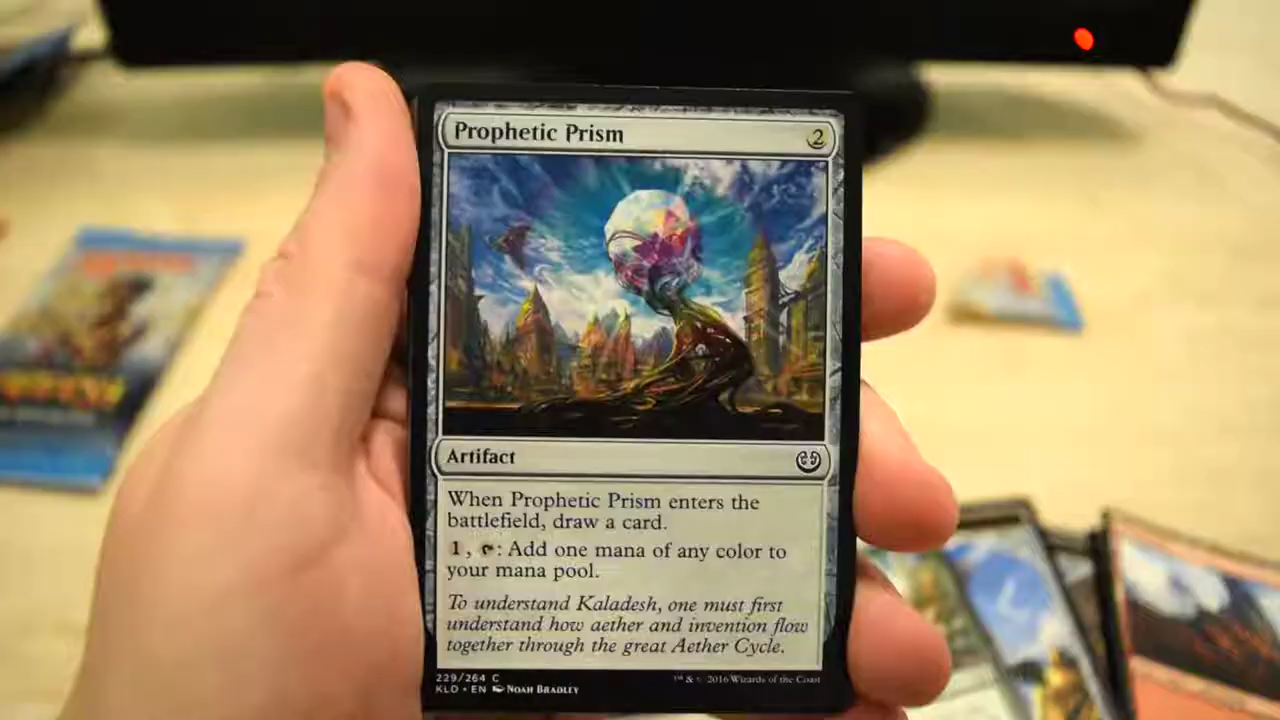 Prophetic Prism 2
Artifact
When Prophetic Prism enters the
battlefield, draw a card.
1, : Add one mana of any color to
your mana pool.
To understand Kaladesh, one must first
understand how aether and invention flow
together through the great Aether Cycle.
229/264 C
KLD • EN NOAH BRADLEY
™ & © 2016 Wizards of the Coast